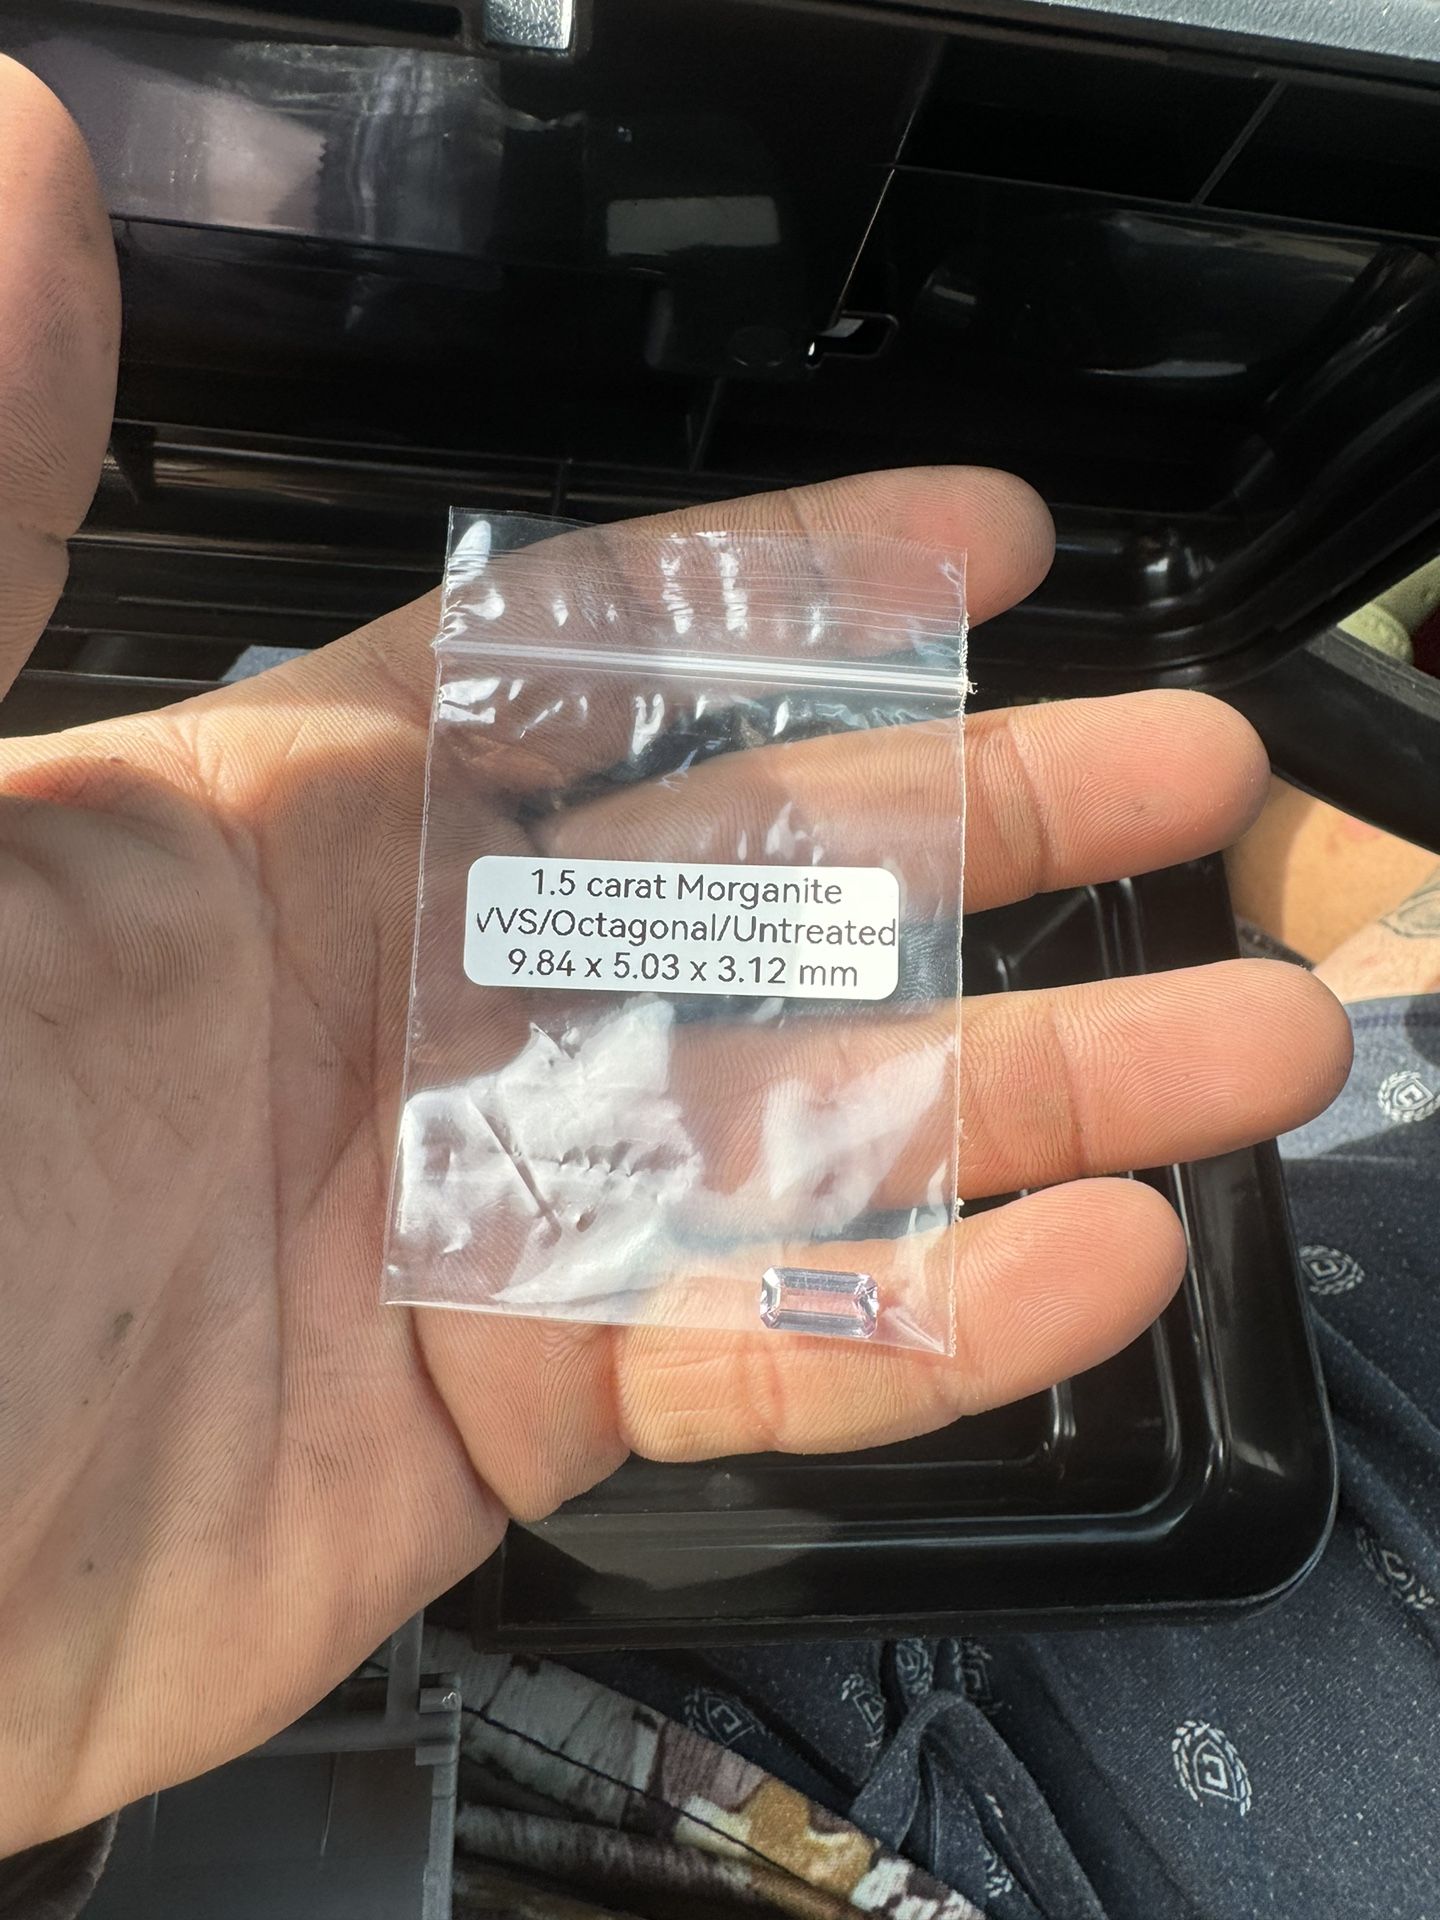 1.5 carat Morganite
VVS/Octagonal/Untreated
9.84 x 5.03 x 3.12 mm